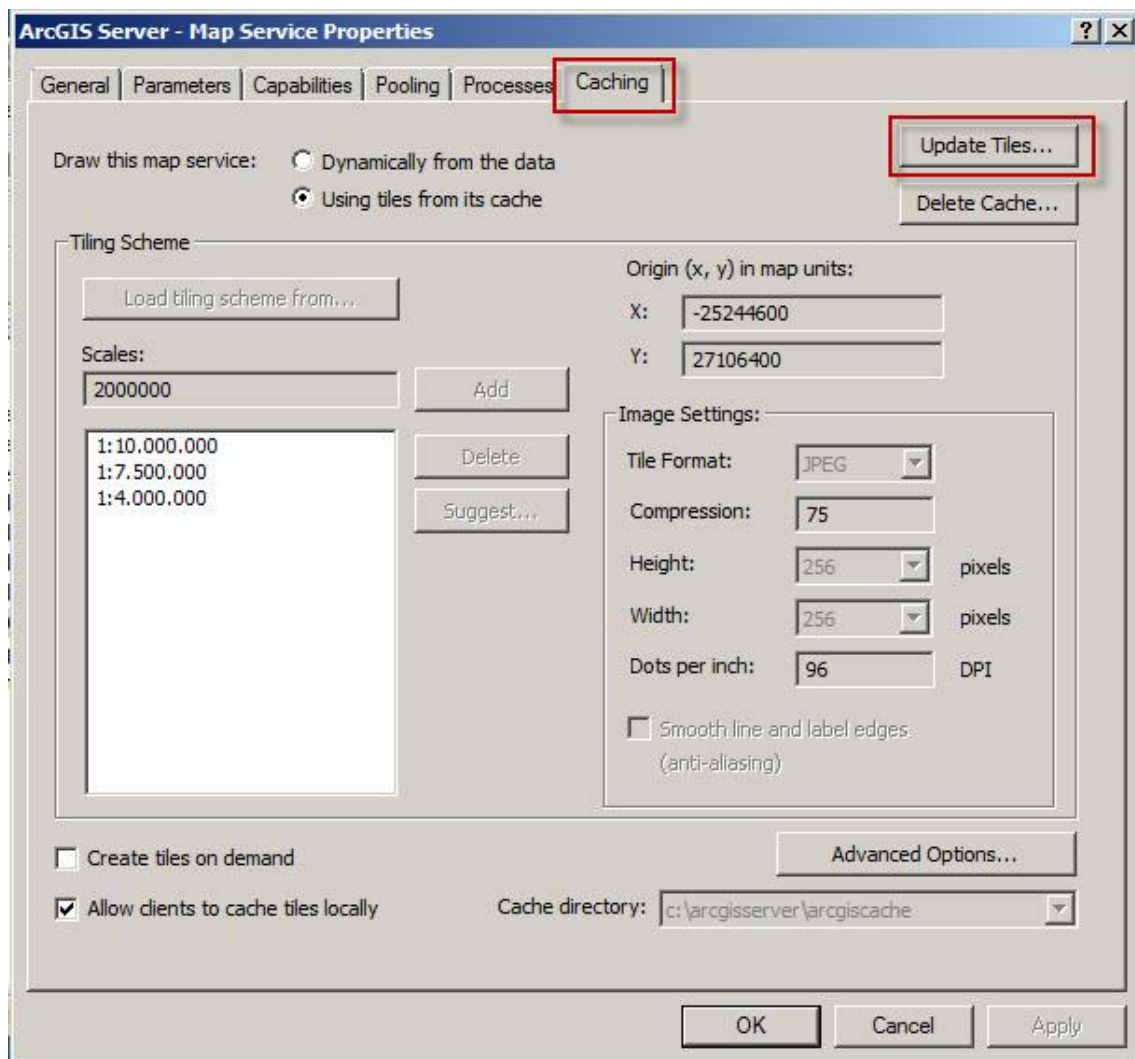 ArcGIS Server - Map Service Properties
General Parameters Capabilities Pooling Processes Caching
Draw this map service:
Dynamically from the data
Using tiles from its cache
Update Tiles...
Delete Cache...
Tiling Scheme
Load tiling scheme from...
Scales:
2000000
Add
1:10.000.000
1:7.500.000
1:4.000.000
Delete
Suggest...
Origin (x, y) in map units:
X: -25244600
Y: 27106400
Image Settings:
Tile Format: JPEG
Compression: 75
Height: 256 pixels
Width: 256 pixels
Dots per inch: 96 DPI
Smooth line and label edges
(anti-aliasing)
Create tiles on demand
Advanced Options...
Allow clients to cache tiles locally
Cache directory: c:\arcgisserver\arcgiscache
OK Cancel Apply